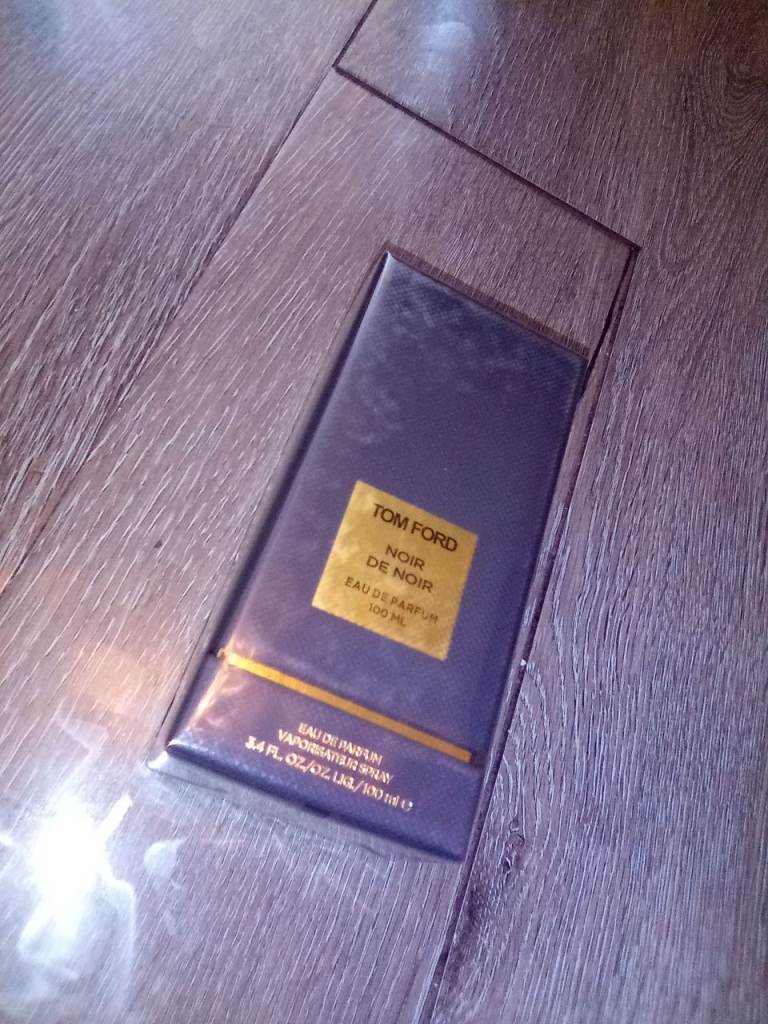 TOM FORD
NOIR
DE NOIR
EAU DE PARFUM
100 ML
EAU DE PARFUM
VAPORISATEUR SPRAY
3.4 FL. OZ./OZ. LIQ./100 ml ℮